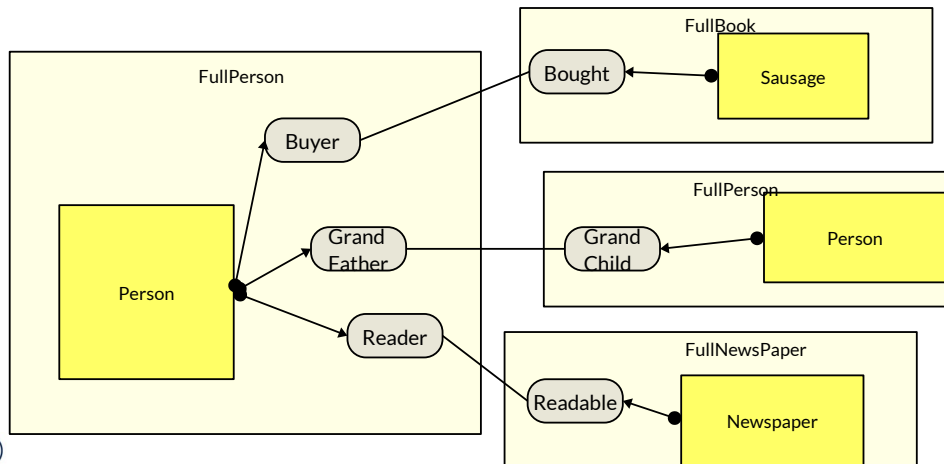 FullPerson
Buyer
Grand
Father
Person
Reader
FullBook
Bought
Sausage
FullPerson
Grand
Child
Person
FullNewsPaper
Readable
Newspaper
)